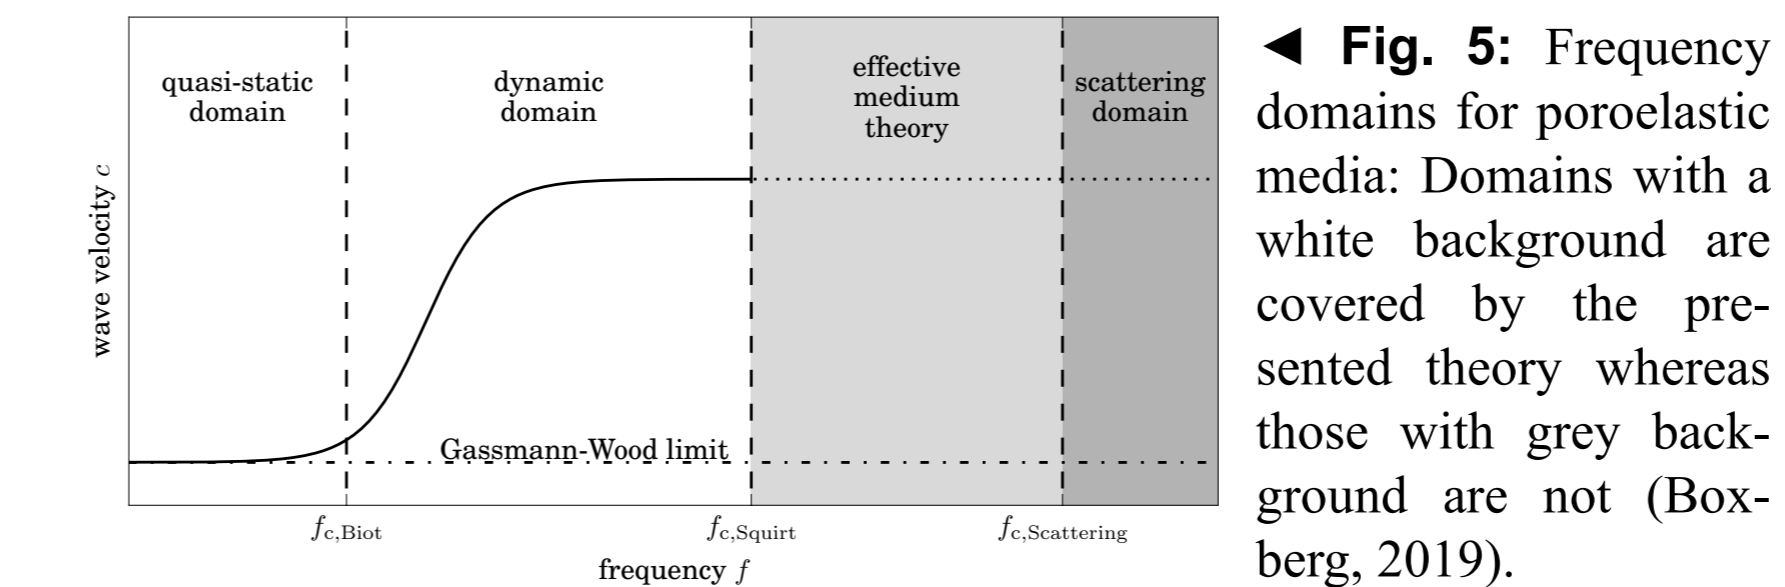 quasi-static
domain
dynamic
domain
effective
medium
theory
scattering
domain
wave velocity c
Gassmann-Wood limit
f_c,Biot
f_c,Squirt
f_c,Scattering
frequency f
◄ Fig. 5: Frequency
domains for poroelastic
media: Domains with a
white background are
covered by the pre-
sented theory whereas
those with grey back-
ground are not (Box-
berg, 2019).